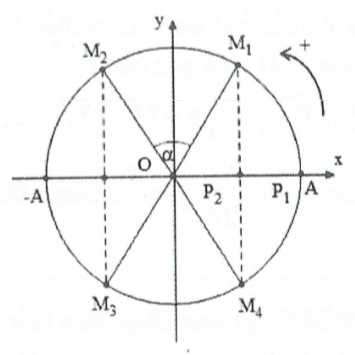 y
M₂ M₁ +
O α x
-A P₂ P₁ A
M₃ M₄